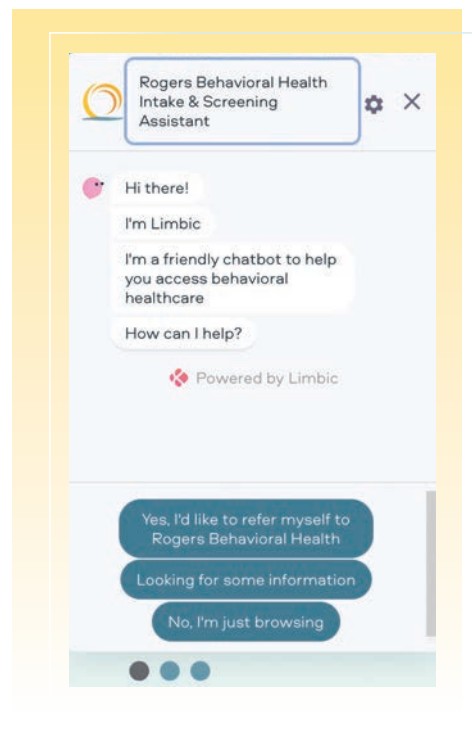 Rogers Behavioral Health
Intake & Screening
Assistant
Hi there!
I'm Limbic
I'm a friendly chatbot to help
you access behavioral
healthcare
How can I help?
Powered by Limbic
Yes, I'd like to refer myself to
Rogers Behavioral Health
Looking for some information
No, I'm just browsing